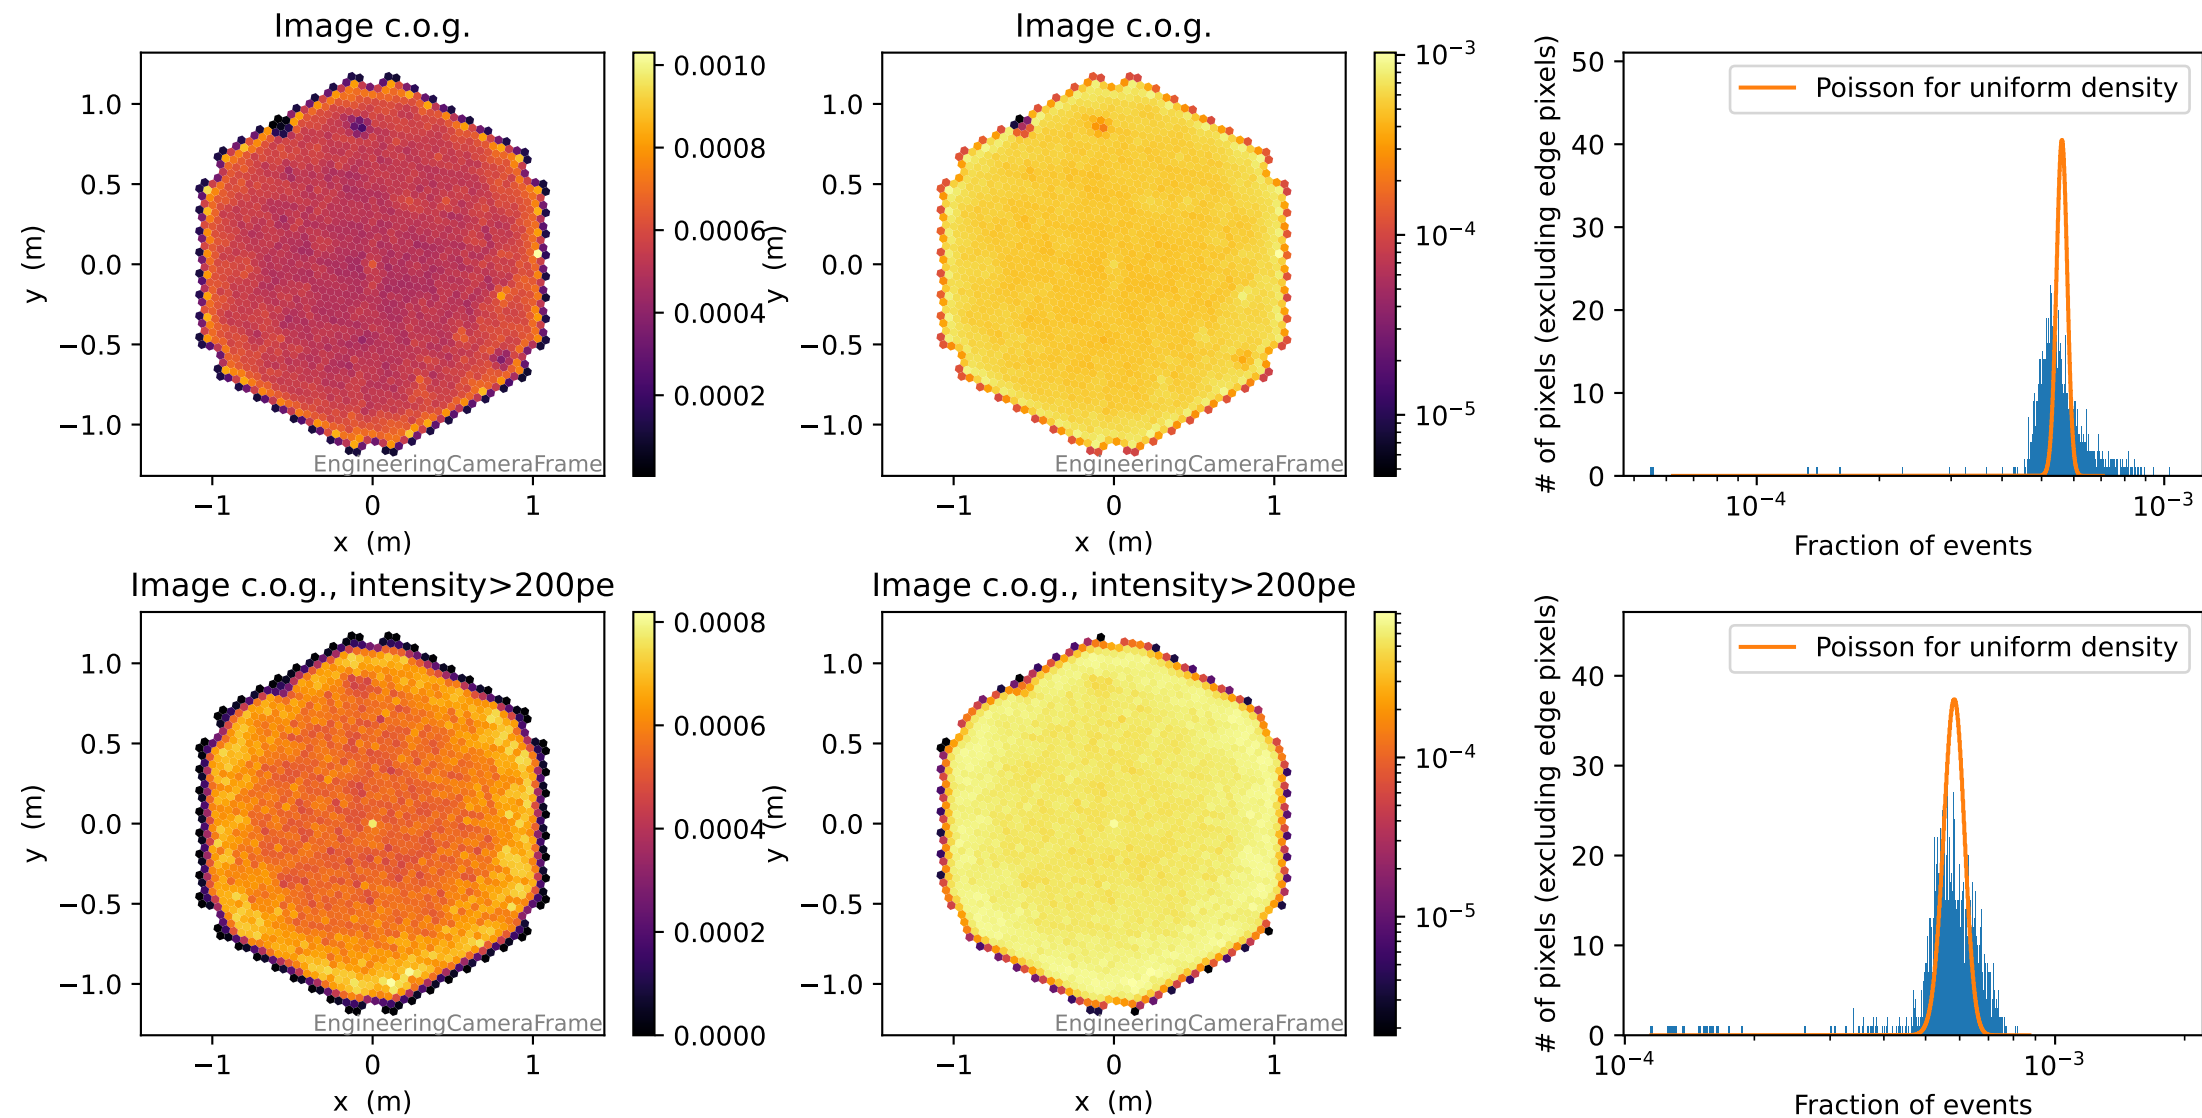 Image c.o.g.
1.0
0.5
0.0
−0.5
−1.0
y (m)
−1
0
1
x (m)
EngineeringCameraFrame
0.0010
0.0008
0.0006
0.0004
0.0002
Image c.o.g.
1.0
0.5
0.0
−0.5
−1.0
y (m)
−1
0
1
x (m)
EngineeringCameraFrame
10⁻³
10⁻⁴
10⁻⁵
Poisson for uniform density
50
40
30
20
10
0
# of pixels (excluding edge pixels)
10⁻⁴
10⁻³
Fraction of events
Image c.o.g., intensity>200pe
1.0
0.5
0.0
−0.5
−1.0
y (m)
−1
0
1
x (m)
EngineeringCameraFrame
0.0008
0.0006
0.0004
0.0002
0.0000
Image c.o.g., intensity>200pe
1.0
0.5
0.0
−0.5
−1.0
y (m)
−1
0
1
x (m)
EngineeringCameraFrame
10⁻⁴
10⁻⁵
Poisson for uniform density
40
30
20
10
0
# of pixels (excluding edge pixels)
10⁻⁴
10⁻³
Fraction of events